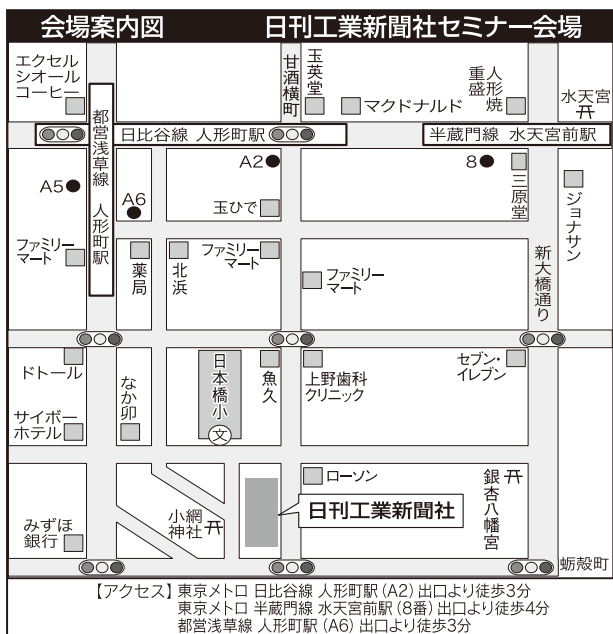 会場案内図　日刊工業新聞社セミナー会場
エクセル
シオール
コーヒー
甘酒横町
玉英堂
マクドナルド
重盛
人形焼
水天宮
都営浅草線 人形町駅
日比谷線 人形町駅
半蔵門線 水天宮前駅
A5
A6
A2
8
三原堂
ジョナサン
玉ひで
ファミリー
マート
薬局
北浜
ファミリー
マート
ファミリー
マート
新大橋通り
ドトール
なか卯
日本橋小
文
魚久
上野歯科
クリニック
セブン・
イレブン
サイボー
ホテル
ローソン
銀杏八幡宮
日刊工業新聞社
小網
神社
みずほ
銀行
蛎殻町
【アクセス】東京メトロ 日比谷線 人形町駅(A2)出口より徒歩3分
東京メトロ 半蔵門線 水天宮前駅(8番)出口より徒歩4分
都営浅草線 人形町駅(A6)出口より徒歩3分